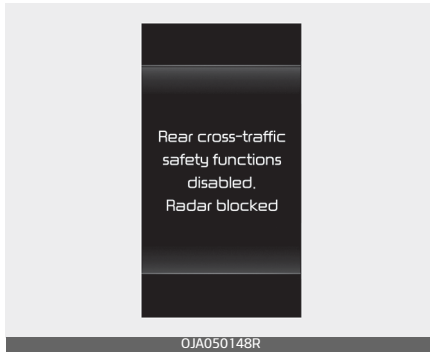 Rear cross-traffic
safety functions
disabled.
Radar blocked
OJA050148R